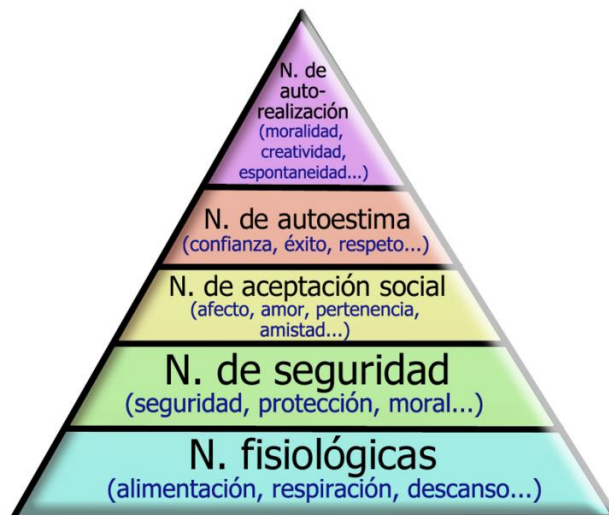 N. de
auto-
realización
(moralidad,
creatividad,
espontaneidad...)
N. de autoestima
(confianza, éxito, respeto...)
N. de aceptación social
(afecto, amor, pertenencia,
amistad...)
N. de seguridad
(seguridad, protección, moral...)
N. fisiológicas
(alimentación, respiración, descanso...)